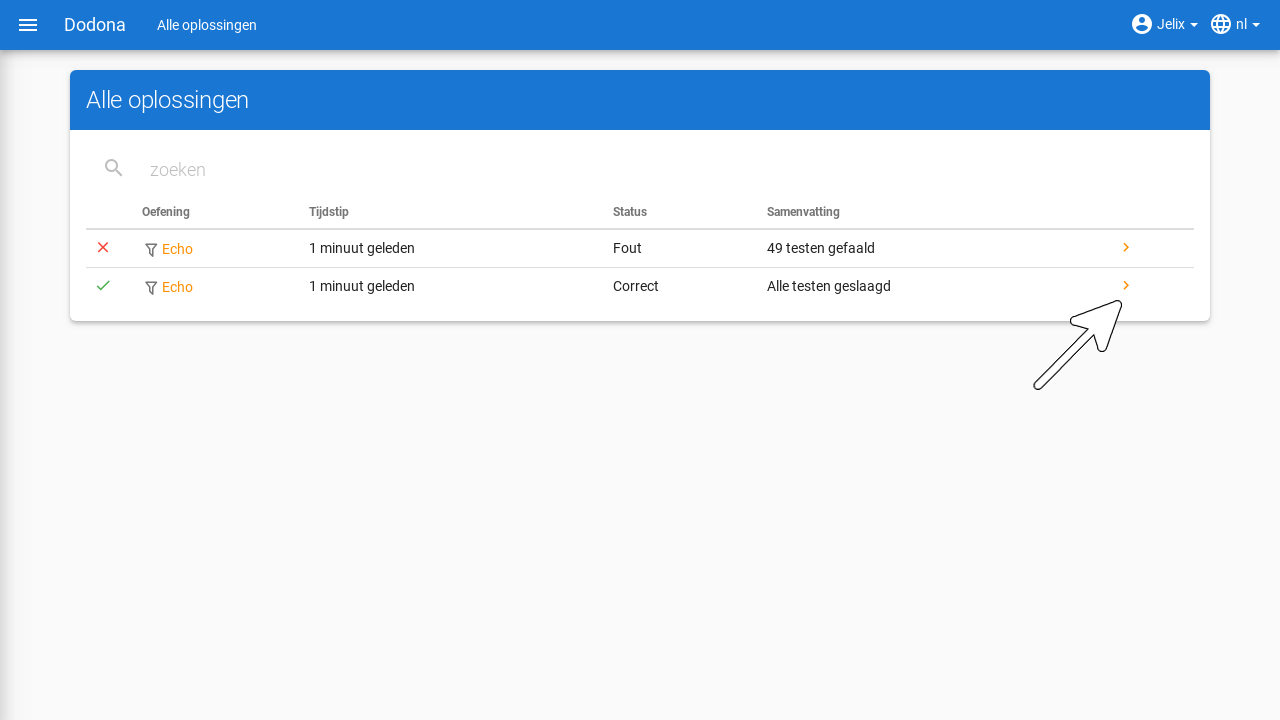 Dodona Alle oplossingen Jelix nl
Alle oplossingen
zoeken
Oefening Tijdstip Status Samenvatting
Echo 1 minuut geleden Fout 49 testen gefaald
Echo 1 minuut geleden Correct Alle testen geslaagd